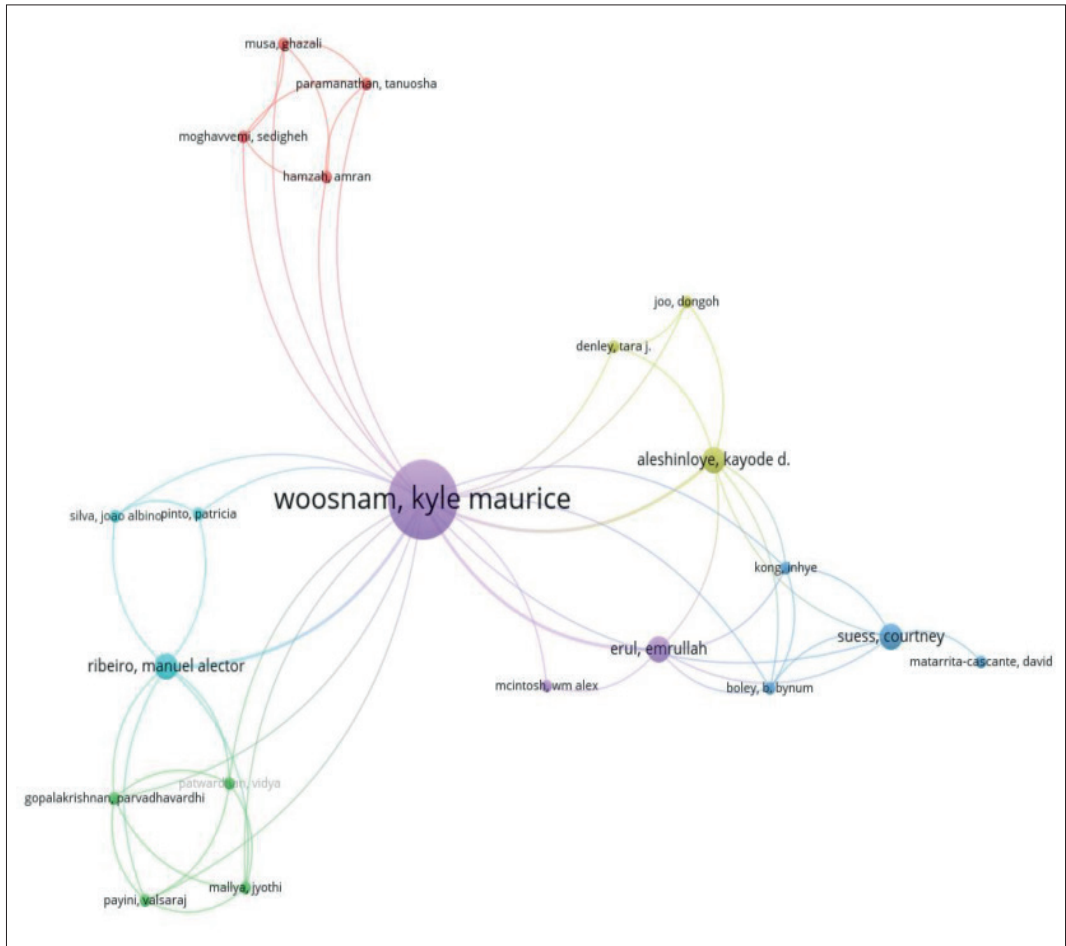 musa, ghazali
paramanathan, tanuosha
moghavvemi, sedigheh
hamzah, amran
joo, dongoh
denley, tara j.
aleshinloye, kayode d.
woosnam, kyle maurice
silva, joao albino
pinto, patricia
kong, inhye
suess, courtney
erul, emrullah
matarrita-cascante, david
ribeiro, manuel alector
mcintosh, wm alex
boley, b. bynum
patwardhan, vidya
gopalakrishnan, parvadhavardhi
mallya, jyothi
payini, valsaraj